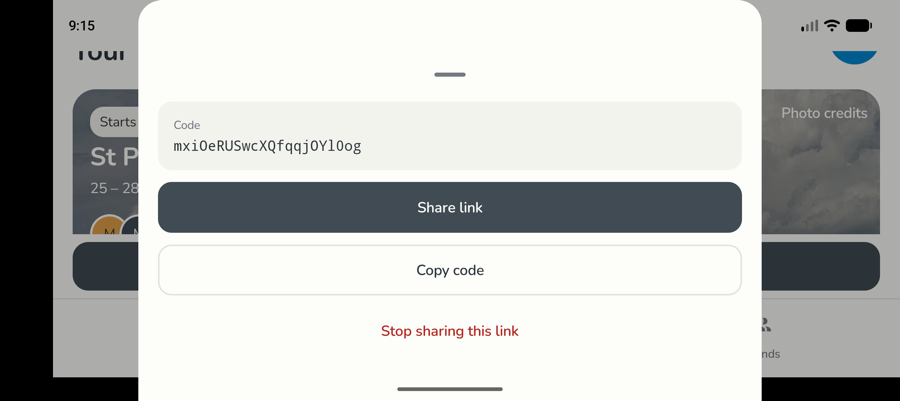 9:15
Your
Photo credits
Starts
St P
25 – 28
M
Code
mxiOeRUSwcXQfqqjOYl0og
Share link
Copy code
Stop sharing this link
nds